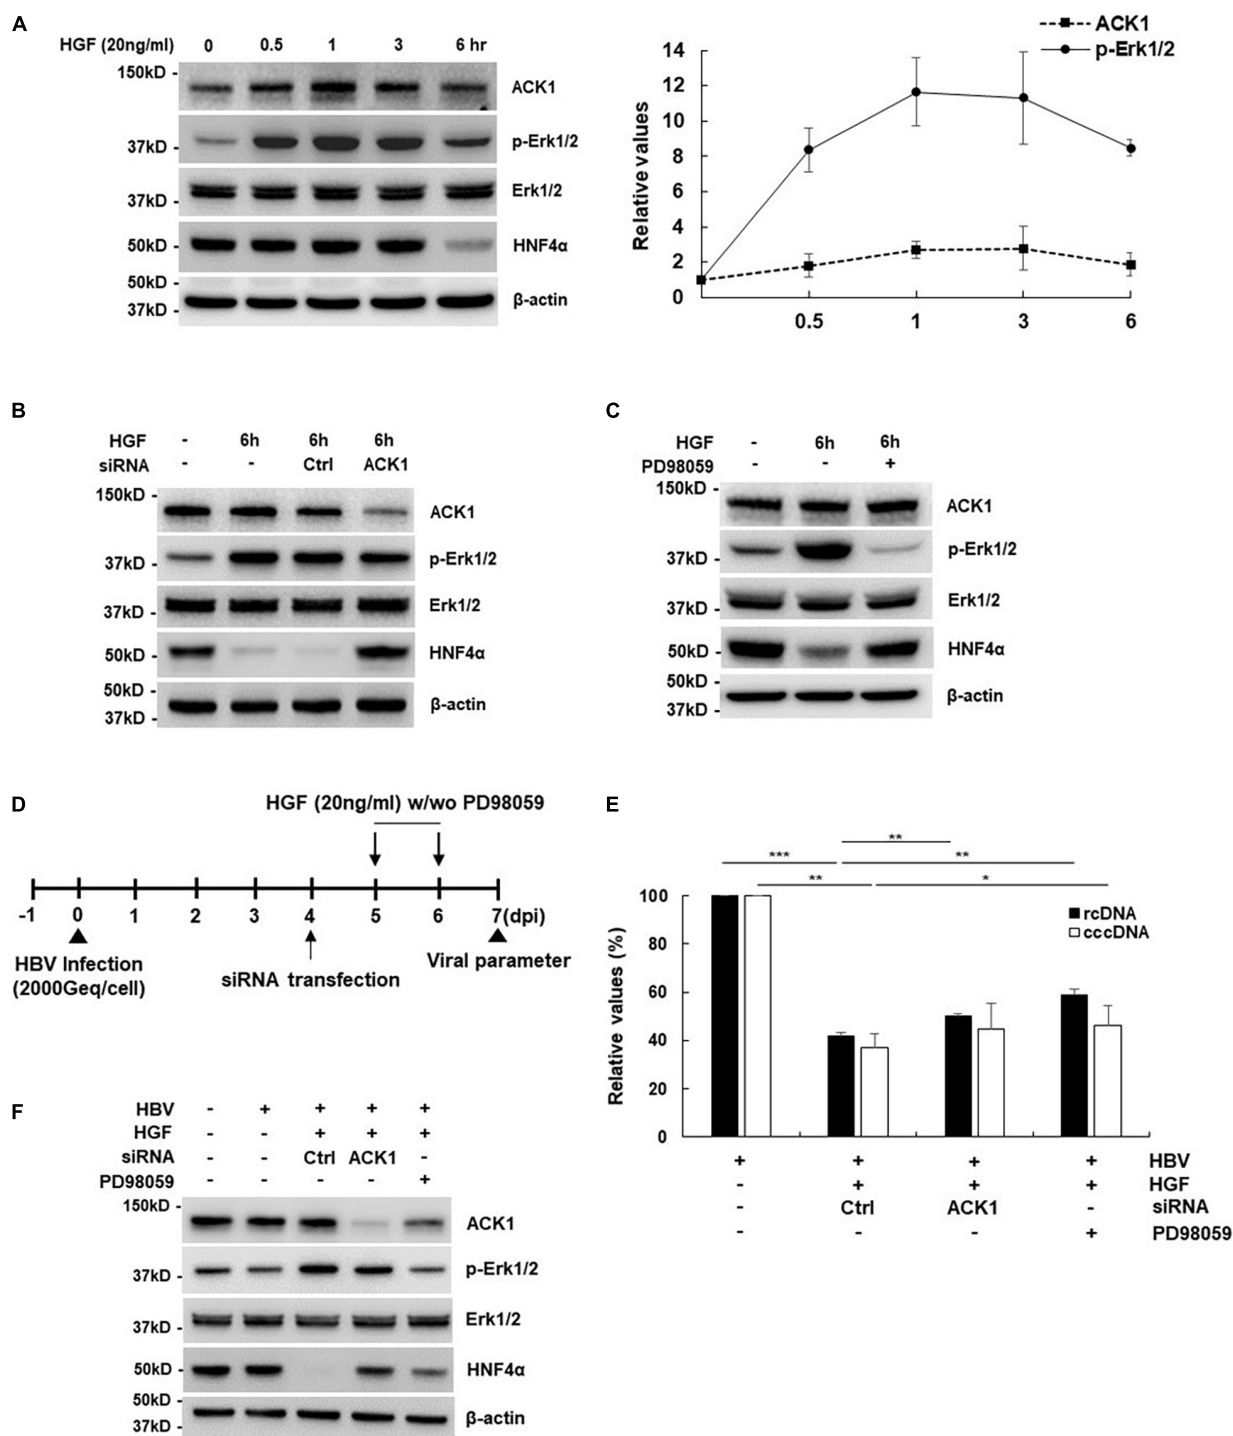 A
HGF (20ng/ml) 0 0.5 1 3 6 hr
150kD - ACK1
37kD - p-Erk1/2
37kD - Erk1/2
50kD - HNF4α
50kD - β-actin
37kD -
ACK1
p-Erk1/2
Relative values
14
12
10
8
6
4
2
0
0.5 1 3 6
B
HGF - 6h 6h 6h
siRNA - - Ctrl ACK1
150kD - ACK1
37kD - p-Erk1/2
37kD - Erk1/2
50kD - HNF4α
50kD - β-actin
37kD -
C
HGF - 6h 6h
PD98059 - - +
150kD - ACK1
37kD - p-Erk1/2
37kD - Erk1/2
50kD - HNF4α
50kD - β-actin
37kD -
D
HGF (20ng/ml) w/wo PD98059
-1 0 1 2 3 4 5 6 7(dpi)
HBV Infection
(2000Geq/cell)
siRNA transfection
Viral parameter
E
**
*** **
** *
rcDNA
cccDNA
Relative values (%)
100
80
60
40
20
0
+ + + + HBV
- + + + HGF
- Ctrl ACK1 - siRNA
- - - + PD98059
F
HBV - + + + +
HGF - - + + +
siRNA - - Ctrl ACK1 -
PD98059 - - - - +
150kD - ACK1
37kD - p-Erk1/2
37kD - Erk1/2
50kD - HNF4α
50kD - β-actin
37kD -